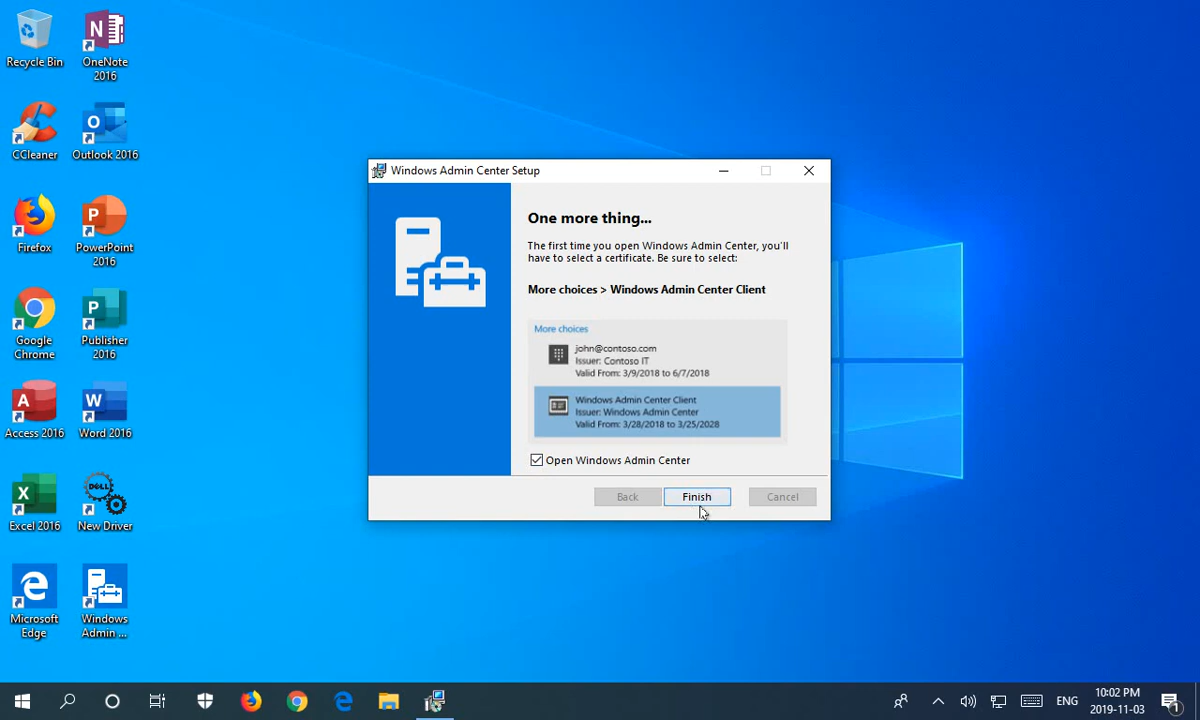 Recycle Bin
OneNote
2016
CCleaner
Outlook 2016
Firefox
PowerPoint
2016
Google
Chrome
Publisher
2016
Access 2016
Word 2016
Excel 2016
DELL
New Driver
Microsoft
Edge
Windows
Admin ...
Windows Admin Center Setup
One more thing...
The first time you open Windows Admin Center, you'll
have to select a certificate. Be sure to select:
More choices > Windows Admin Center Client
More choices
john@contoso.com
Issuer: Contoso IT
Valid From: 3/9/2018 to 6/7/2018
Windows Admin Center Client
Issuer: Windows Admin Center
Valid From: 3/28/2018 to 3/25/2028
Open Windows Admin Center
Back
Finish
Cancel
ENG
10:02 PM
2019-11-03
1